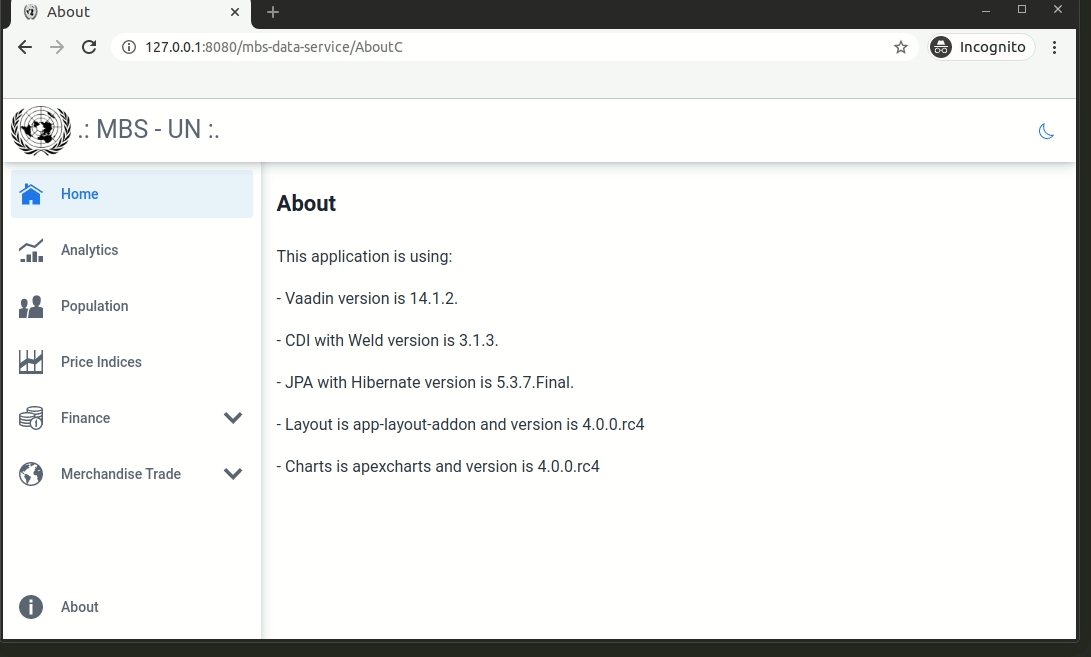 About
127.0.0.1:8080/mbs-data-service/AboutC
Incognito
.: MBS - UN :.
Home
Analytics
Population
Price Indices
Finance
Merchandise Trade
About
About
This application is using:
- Vaadin version is 14.1.2.
- CDI with Weld version is 3.1.3.
- JPA with Hibernate version is 5.3.7.Final.
- Layout is app-layout-addon and version is 4.0.0.rc4
- Charts is apexcharts and version is 4.0.0.rc4